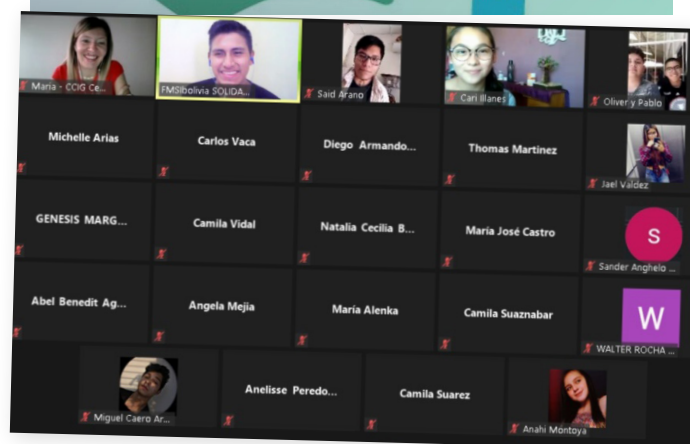 Maria - CCIG Ce...
FMSIbolivia SOLIDA...
Said Arano
Cari Illanes
Oliver y Pablo
Michelle Arias
Carlos Vaca
Diego Armando...
Thomas Martinez
Jael Valdez
GENESIS MARG...
Camila Vidal
Natalia Cecilia B...
María José Castro
S
Sander Anghelo ...
Abel Benedit Ag...
Angela Mejia
María Alenka
Camila Suaznabar
W
WALTER ROCHA ...
Miguel Caero Ar...
Anelisse Peredo...
Camila Suarez
Anahi Montoya